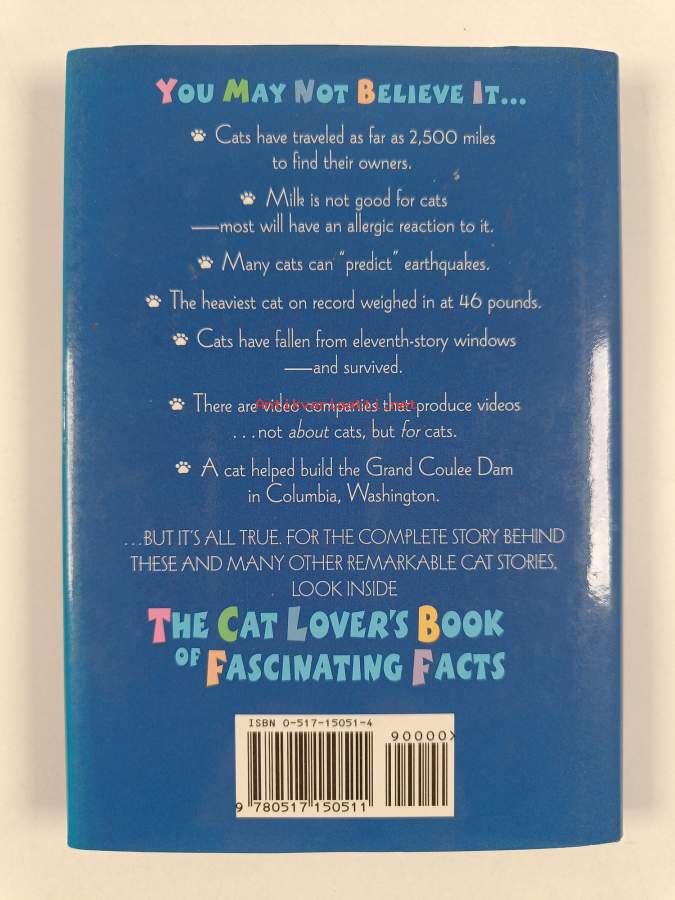 YOU MAY NOT BELIEVE IT...
Cats have traveled as far as 2,500 miles
to find their owners.
Milk is not good for cats
—most will have an allergic reaction to it.
Many cats can "predict" earthquakes.
The heaviest cat on record weighed in at 46 pounds.
Cats have fallen from eleventh-story windows
—and survived.
There are video companies that produce videos
...not about cats, but for cats.
A cat helped build the Grand Coulee Dam
in Columbia, Washington.
...BUT IT'S ALL TRUE. FOR THE COMPLETE STORY BEHIND
THESE AND MANY OTHER REMARKABLE CAT STORIES,
LOOK INSIDE
THE CAT LOVER'S BOOK
OF FASCINATING FACTS
ISBN 0-517-15051-4
90000
9 780517 150511